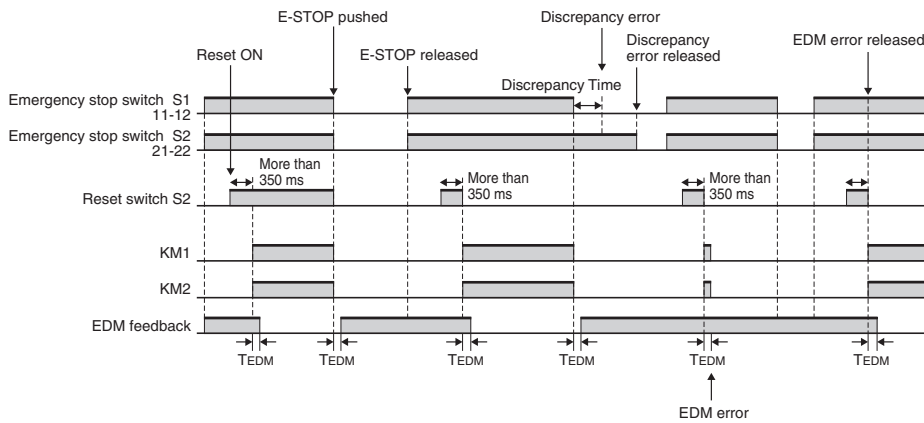 E-STOP pushed
Discrepancy error
Reset ON
E-STOP released
Discrepancy
error released
EDM error released
Discrepancy Time
Emergency stop switch S1
11-12
Emergency stop switch S2
21-22
More than
350 ms
Reset switch S2
More than
350 ms
More than
350 ms
KM1
KM2
EDM feedback
TEDM
TEDM
TEDM
TEDM
TEDM
TEDM
EDM error